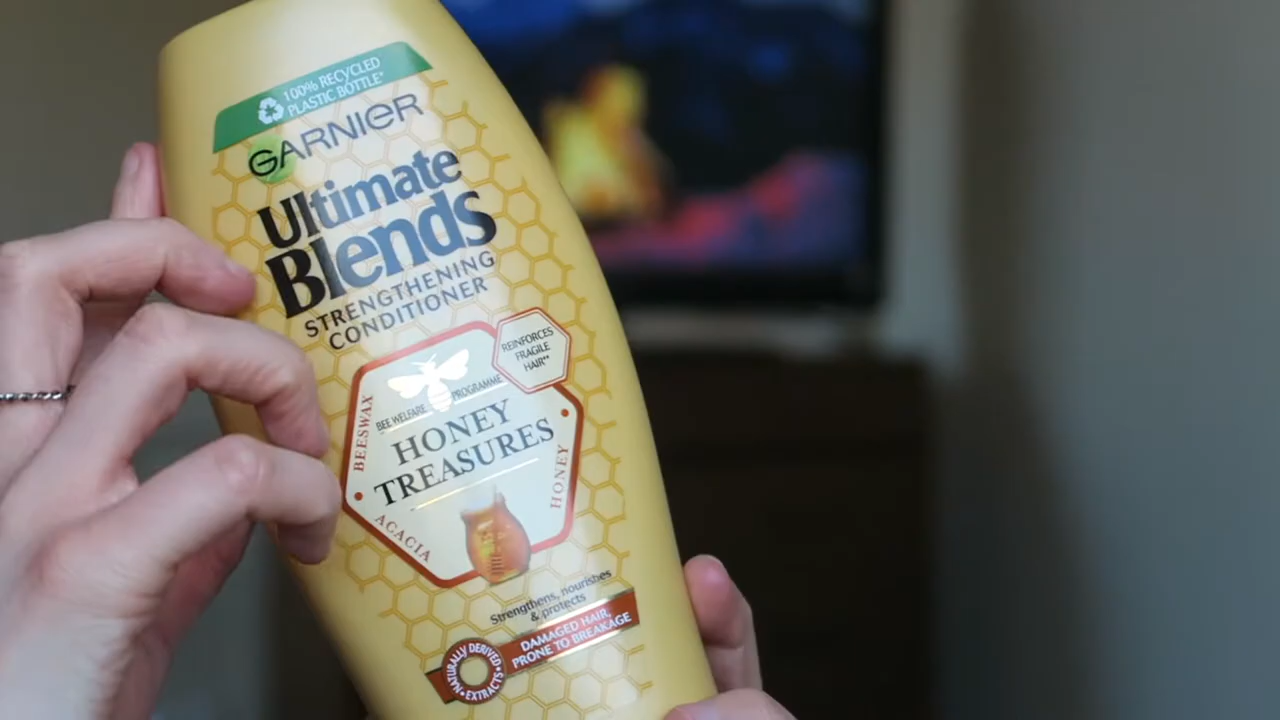 100% RECYCLED
PLASTIC BOTTLE*
GARNIER
Ultimate
Blends
STRENGTHENING
CONDITIONER
REINFORCES
FRAGILE
HAIR**
BEE WELFARE PROGRAMME
BEESWAX
HONEY
TREASURES
HONEY
ACACIA
Strengthens, nourishes
& protects
DAMAGED HAIR,
PRONE TO BREAKAGE
NATURALLY DERIVED
EXTRACTS